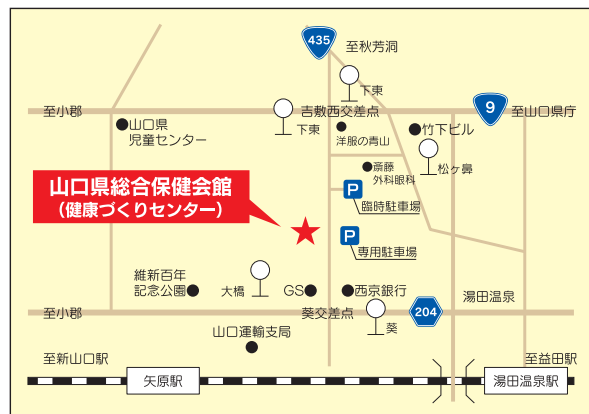 435
至秋芳洞
下東
9
至小郡
吉敷西交差点
至山口県庁
山口県
児童センター
下東
洋服の青山
竹下ビル
斎藤
外科眼科
松ヶ鼻
山口県総合保健会館
（健康づくりセンター）
P
臨時駐車場
P
専用駐車場
維新百年
記念公園
大橋
GS
西京銀行
湯田温泉
至小郡
葵交差点
葵
204
山口運輸支局
至新山口駅
至益田駅
矢原駅
湯田温泉駅